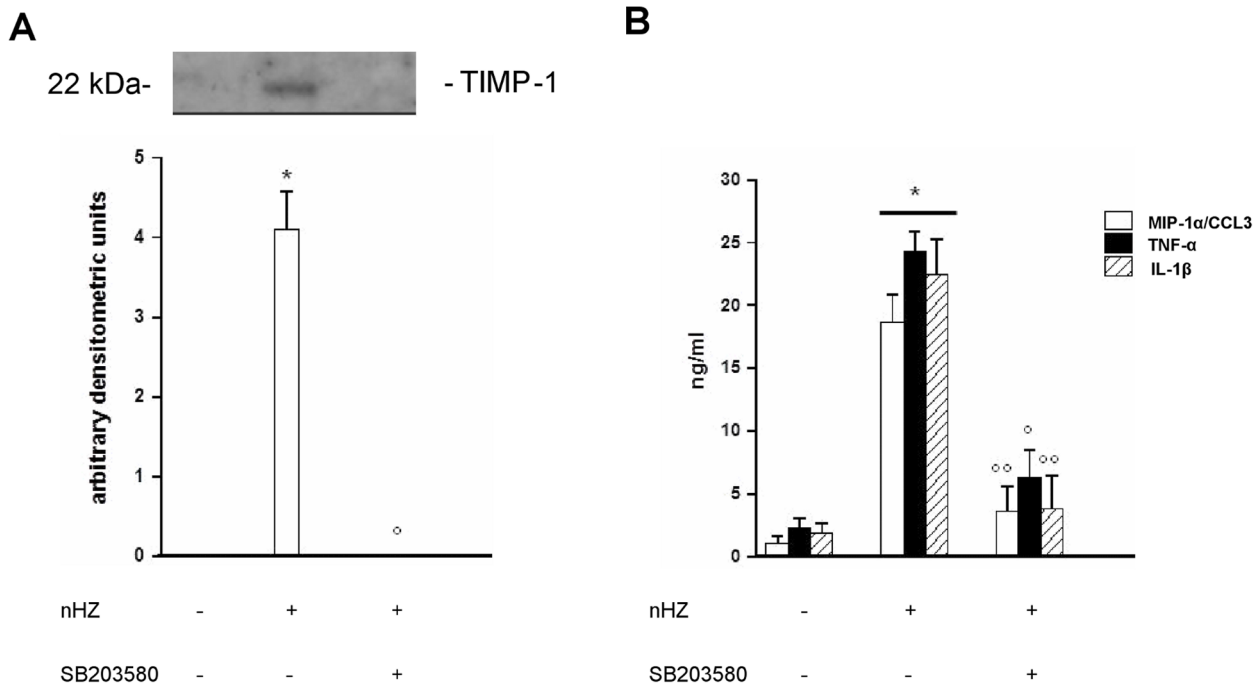 A
22 kDa-
- TIMP-1
arbitrary densitometric units
5
4
3
2
1
0
*
°
nHZ - + +
SB203580 - - +
B
ng/ml
30
25
20
15
10
5
0
*
°° ° °°
MIP-1α/CCL3
TNF-α
IL-1β
nHZ - + +
SB203580 - - +